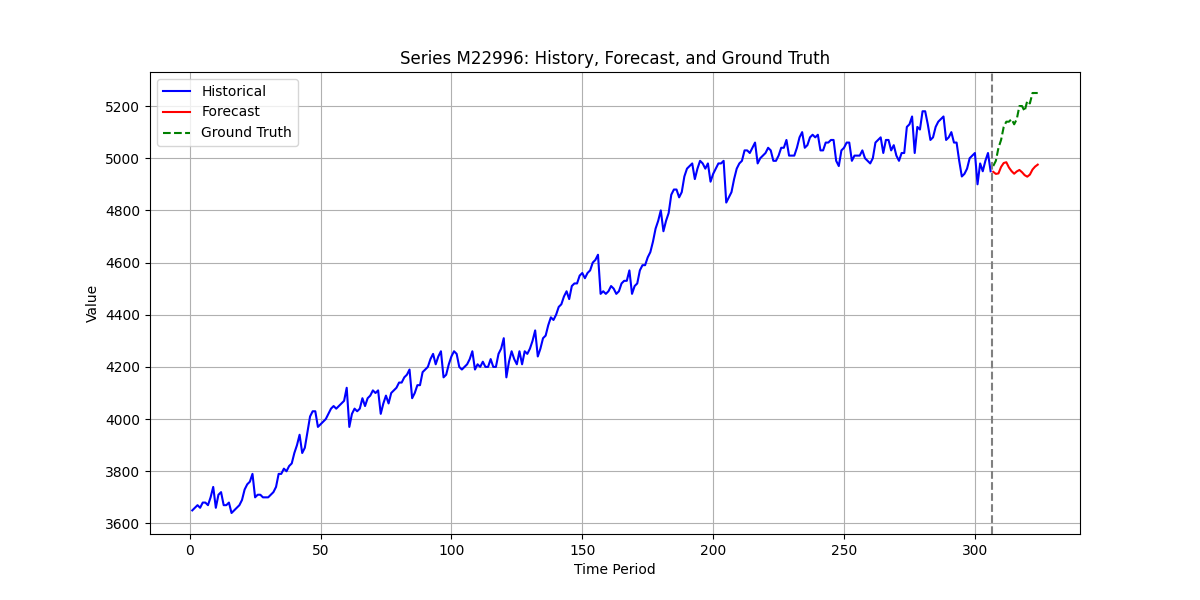 Series M22996: History, Forecast, and Ground Truth
Historical
Forecast
Ground Truth
5200
5000
4800
4600
4400
4200
4000
3800
3600
Value
0 50 100 150 200 250 300
Time Period